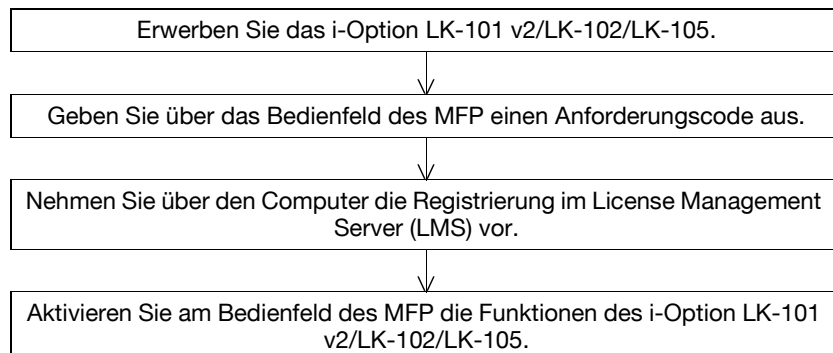 Erwerben Sie das i-Option LK-101 v2/LK-102/LK-105.
Geben Sie über das Bedienfeld des MFP einen Anforderungscode aus.
Nehmen Sie über den Computer die Registrierung im License Management
Server (LMS) vor.
Aktivieren Sie am Bedienfeld des MFP die Funktionen des i-Option LK-101
v2/LK-102/LK-105.